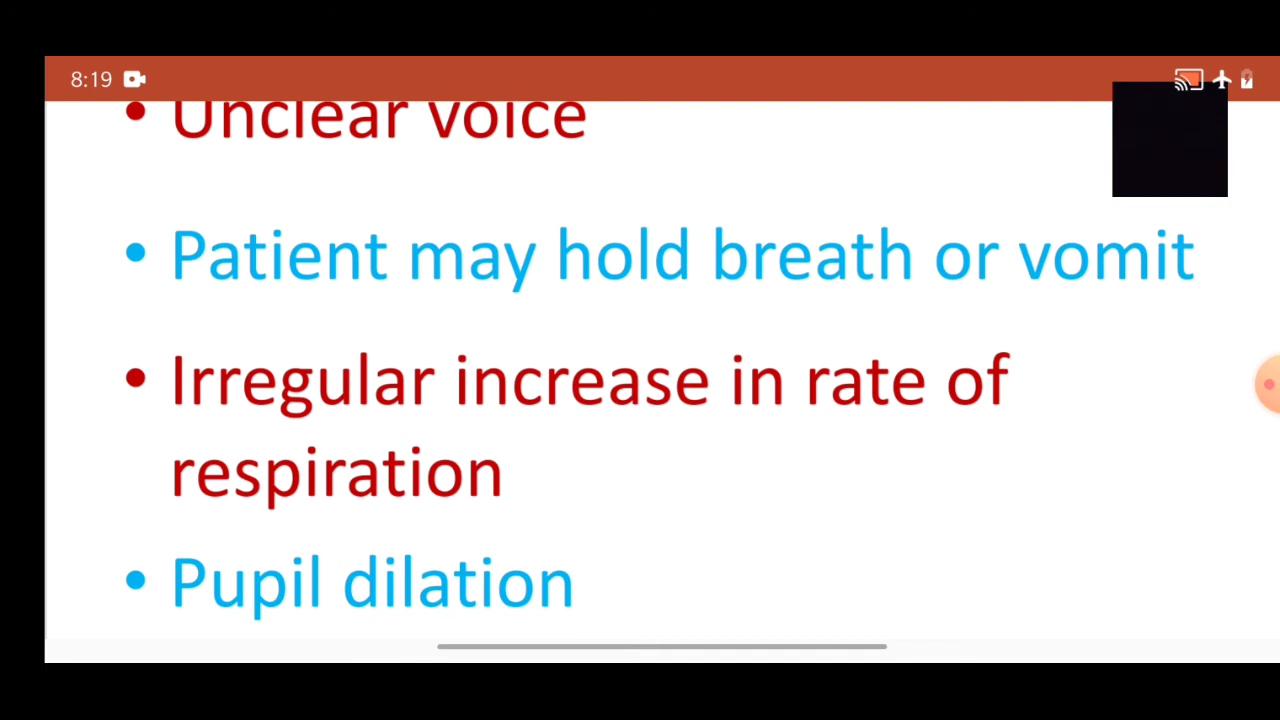 8:19
• Unclear voice
• Patient may hold breath or vomit
• Irregular increase in rate of
respiration
• Pupil dilation